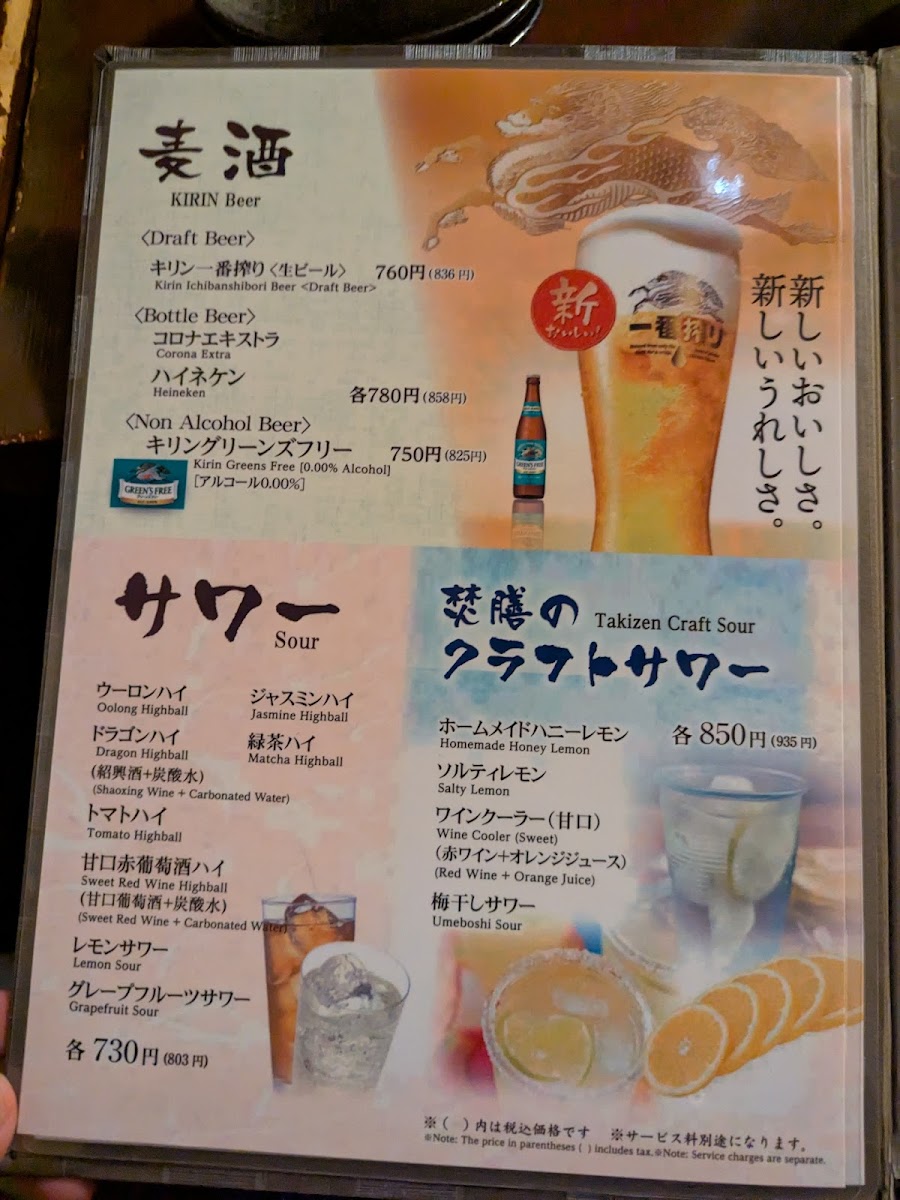 麦酒
KIRIN Beer
〈Draft Beer〉
キリン一番搾り〈生ビール〉 760円(836円)
Kirin Ichibanshibori Beer <Draft Beer>
〈Bottle Beer〉
コロナエキストラ
Corona Extra
ハイネケン
Heineken
各780円(858円)
〈Non Alcohol Beer〉
キリングリーンズフリー 750円(825円)
Kirin Greens Free [0.00% Alcohol]
[アルコール0.00%]
GREEN'S FREE
GREEN'S FREE
新
おいしい!
一番搾り
新しいおいしさ。
新しいうれしさ。
サワー
Sour
ウーロンハイ
Oolong Highball
ジャスミンハイ
Jasmine Highball
ドラゴンハイ
Dragon Highball
(紹興酒+炭酸水)
(Shaoxing Wine + Carbonated Water)
緑茶ハイ
Matcha Highball
トマトハイ
Tomato Highball
甘口赤葡萄酒ハイ
Sweet Red Wine Highball
(甘口葡萄酒+炭酸水)
(Sweet Red Wine + Carbonated Water)
レモンサワー
Lemon Sour
グレープフルーツサワー
Grapefruit Sour
各730円(803円)
焚膳の
Takizen Craft Sour
クラフトサワー
ホームメイドハニーレモン 各850円(935円)
Homemade Honey Lemon
ソルティレモン
Salty Lemon
ワインクーラー(甘口)
Wine Cooler (Sweet)
(赤ワイン+オレンジジュース)
(Red Wine + Orange Juice)
梅干しサワー
Umeboshi Sour
※( )内は税込価格です ※サービス料別途になります。
※Note: The price in parentheses ( ) includes tax.※Note: Service charges are separate.